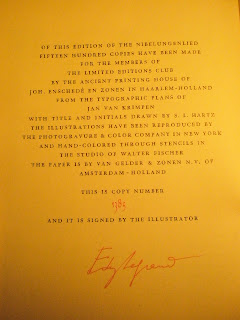 OF THIS EDITION OF THE NIBELUNGENLIED
FIFTEEN HUNDRED COPIES HAVE BEEN MADE
FOR THE MEMBERS OF
THE LIMITED EDITIONS CLUB
BY THE ANCIENT PRINTING HOUSE OF
JOH. ENSCHEDÉ EN ZONEN IN HAARLEM-HOLLAND
FROM THE TYPOGRAPHIC PLANS OF
JAN VAN KRIMPEN
WITH TITLE AND INITIALS DRAWN BY S. L. HARTZ
THE ILLUSTRATIONS HAVE BEEN REPRODUCED BY
THE PHOTOGRAVURE & COLOR COMPANY IN NEW YORK
AND HAND-COLORED THROUGH STENCILS IN
THE STUDIO OF WALTER FISCHER
THE PAPER IS BY VAN GELDER & ZONEN N.V. OF
AMSTERDAM-HOLLAND
THIS IS COPY NUMBER
AND IT IS SIGNED BY THE ILLUSTRATOR